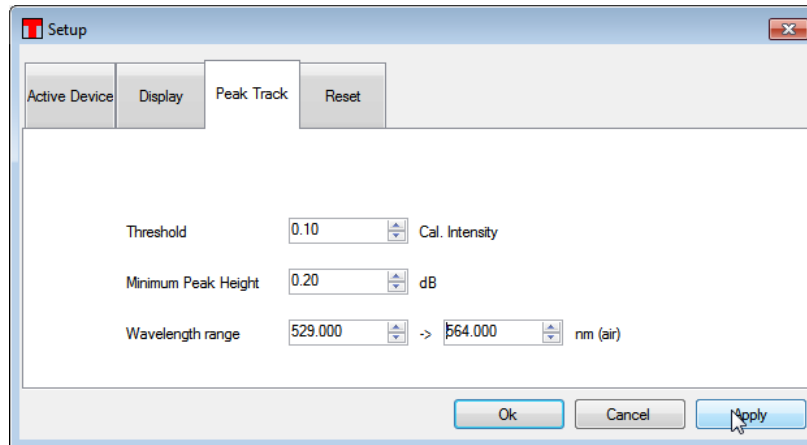 Setup
Active Device Display Peak Track Reset
Threshold 0.10 Cal. Intensity
Minimum Peak Height 0.20 dB
Wavelength range 529.000 -> 564.000 nm (air)
Ok Cancel Apply